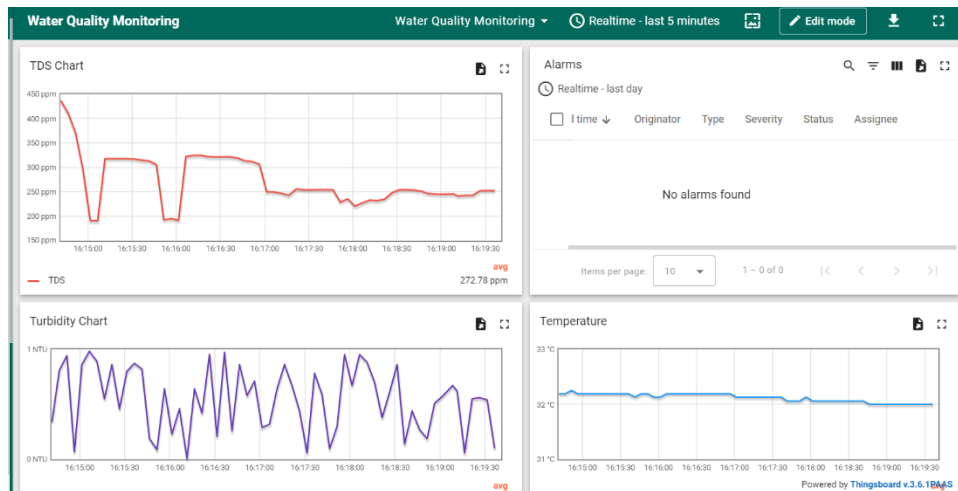 Water Quality Monitoring
Water Quality Monitoring
Realtime - last 5 minutes
Edit mode
TDS Chart
450 ppm
400 ppm
350 ppm
300 ppm
250 ppm
200 ppm
150 ppm
16:15:00 16:15:30 16:16:00 16:16:30 16:17:00 16:17:30 16:18:00 16:18:30 16:19:00 16:19:30
avg
TDS 272.78 ppm
Alarms
Realtime - last day
l time Originator Type Severity Status Assignee
No alarms found
Items per page: 10 1 – 0 of 0
Turbidity Chart
1 NTU
0 NTU
16:15:00 16:15:30 16:16:00 16:16:30 16:17:00 16:17:30 16:18:00 16:18:30 16:19:00 16:19:30
avg
Temperature
33 °C
32 °C
31 °C
16:15:00 16:15:30 16:16:00 16:16:30 16:17:00 16:17:30 16:18:00 16:18:30 16:19:00 16:19:30
Powered by Thingsboard v.3.6.1PAAS